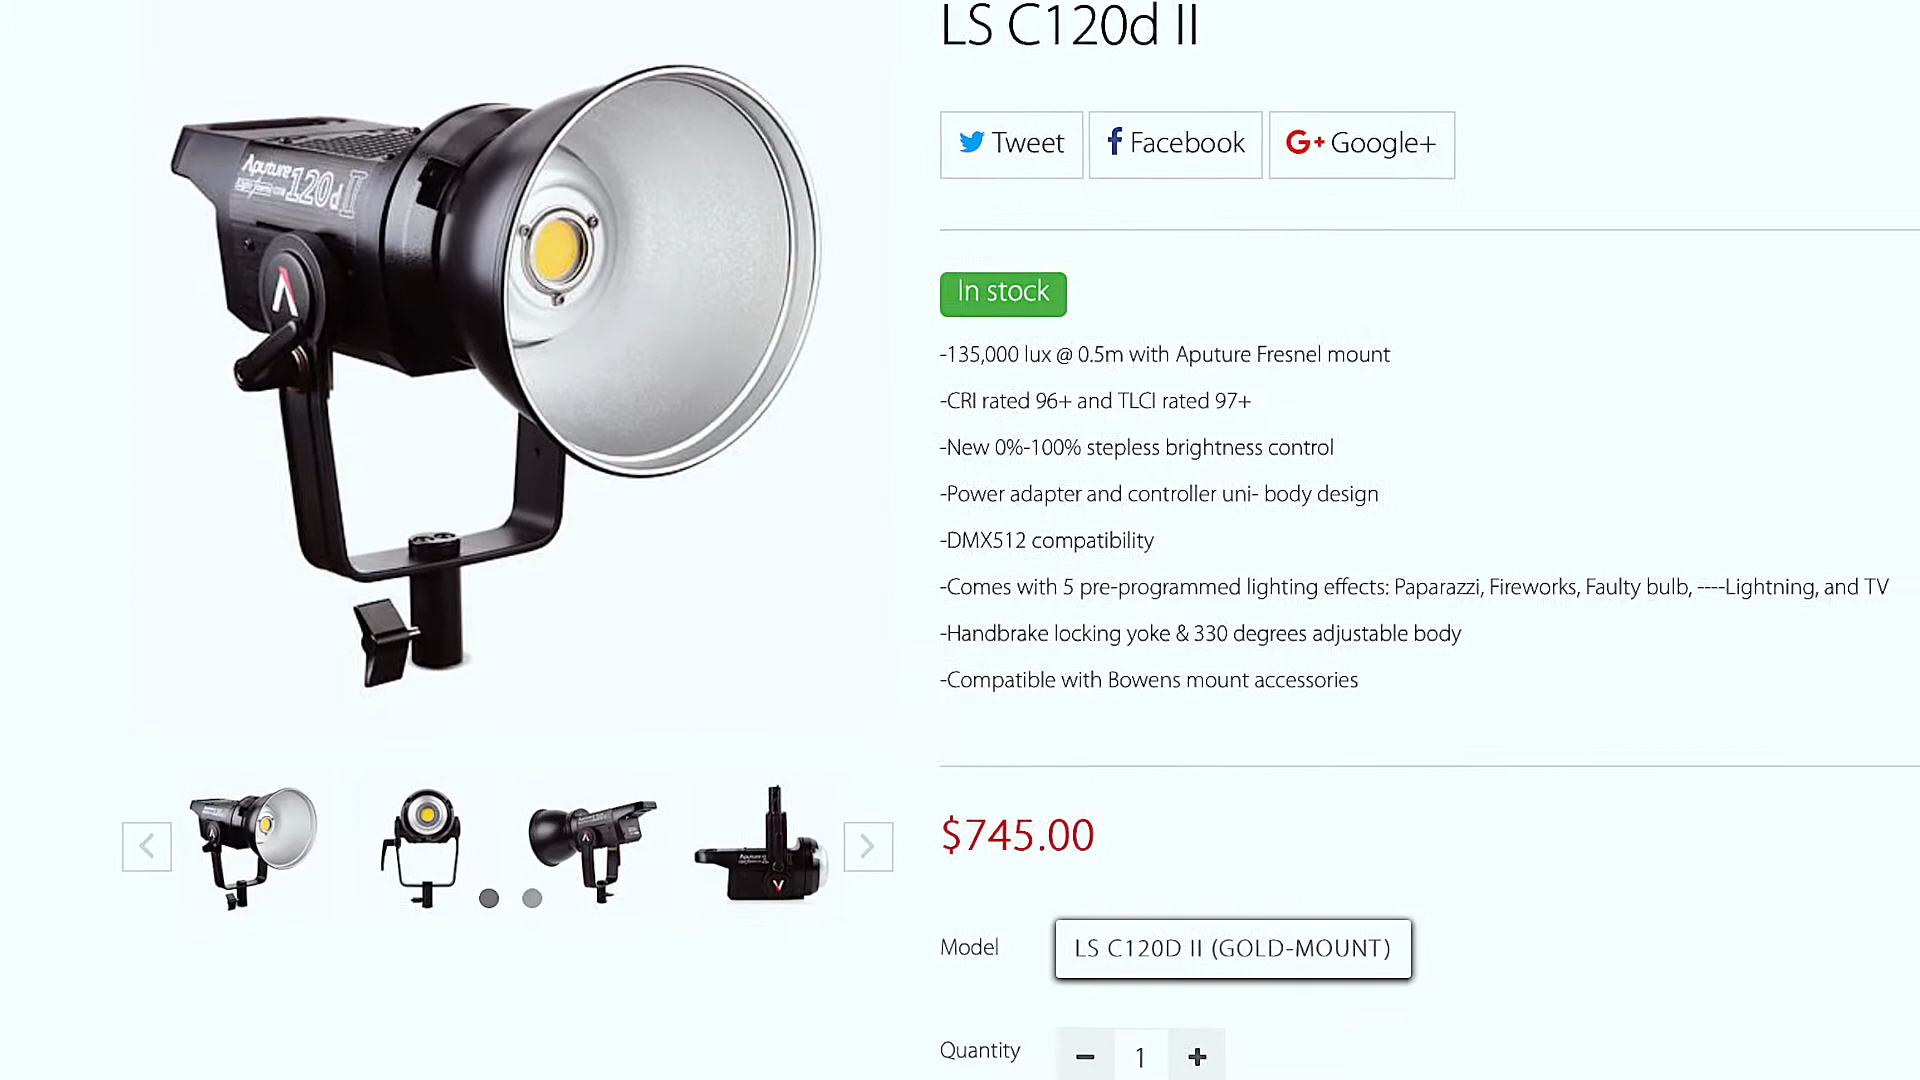 LS C120d II
Tweet
Facebook
Google+
In stock
-135,000 lux @ 0.5m with Aputure Fresnel mount
-CRI rated 96+ and TLCI rated 97+
-New 0%-100% stepless brightness control
-Power adapter and controller uni- body design
-DMX512 compatibility
-Comes with 5 pre-programmed lighting effects: Paparazzi, Fireworks, Faulty bulb, ----Lightning, and TV
-Handbrake locking yoke & 330 degrees adjustable body
-Compatible with Bowens mount accessories
$745.00
Model
LS C120D II (GOLD-MOUNT)
Quantity
1
Aputure
120d II